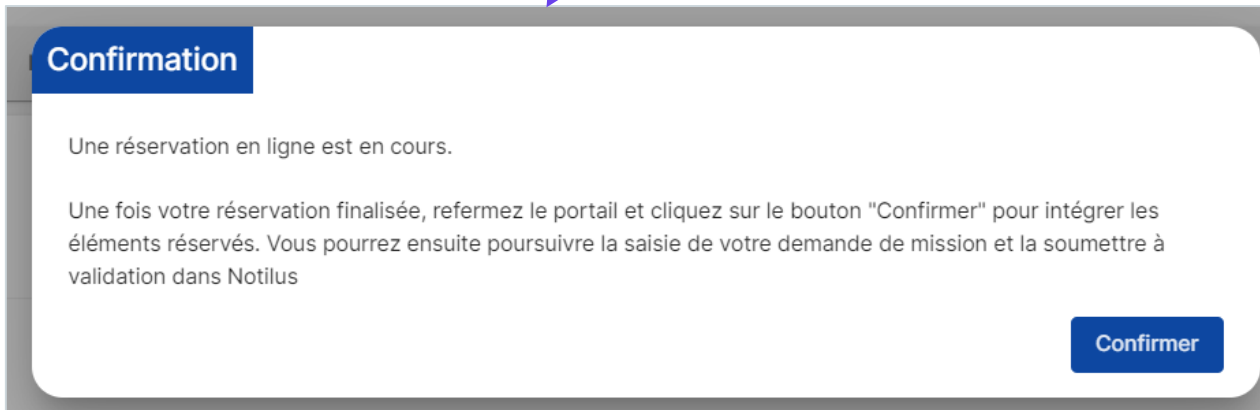 Confirmation
Une réservation en ligne est en cours.
Une fois votre réservation finalisée, refermez le portail et cliquez sur le bouton "Confirmer" pour intégrer les
éléments réservés. Vous pourrez ensuite poursuivre la saisie de votre demande de mission et la soumettre à
validation dans Notilus
Confirmer